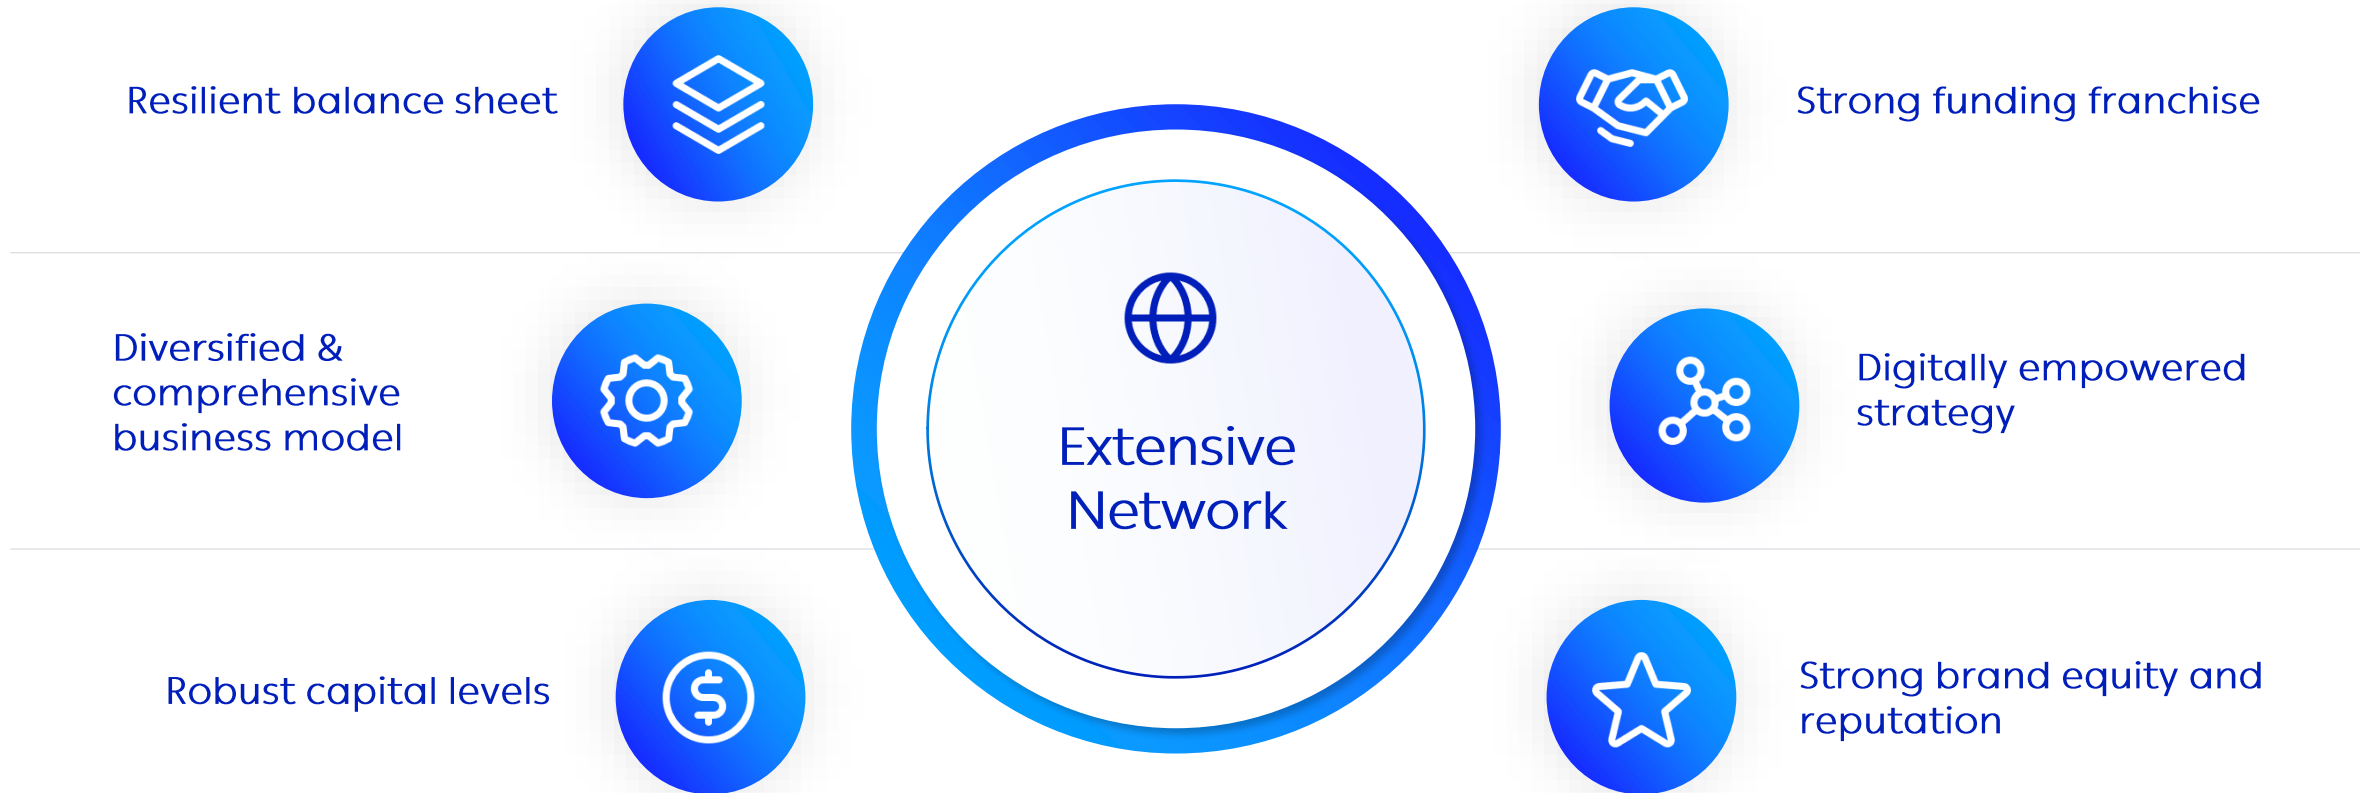 Resilient balance sheet
Diversified &
comprehensive
business model
Robust capital levels
Extensive
Network
Strong funding franchise
Digitally empowered
strategy
Strong brand equity and
reputation